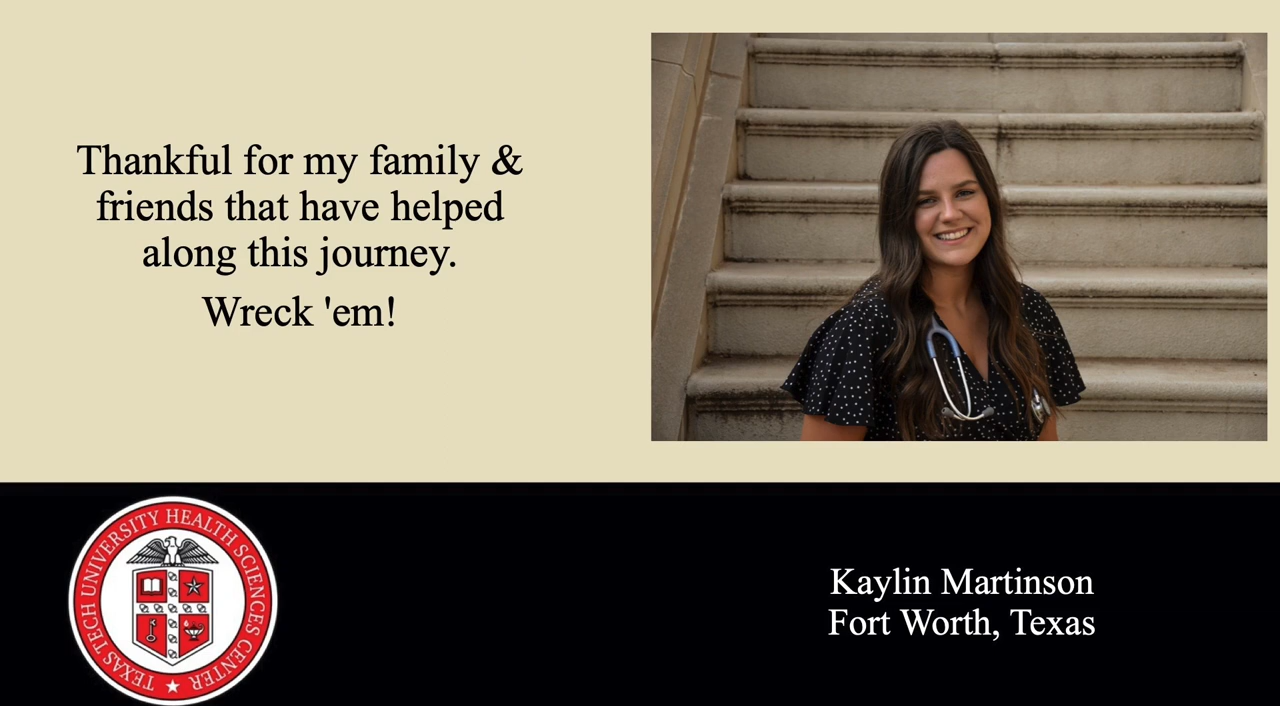 Thankful for my family &
friends that have helped
along this journey.
Wreck 'em!
TEXAS TECH UNIVERSITY HEALTH SCIENCES CENTER
Kaylin Martinson
Fort Worth, Texas